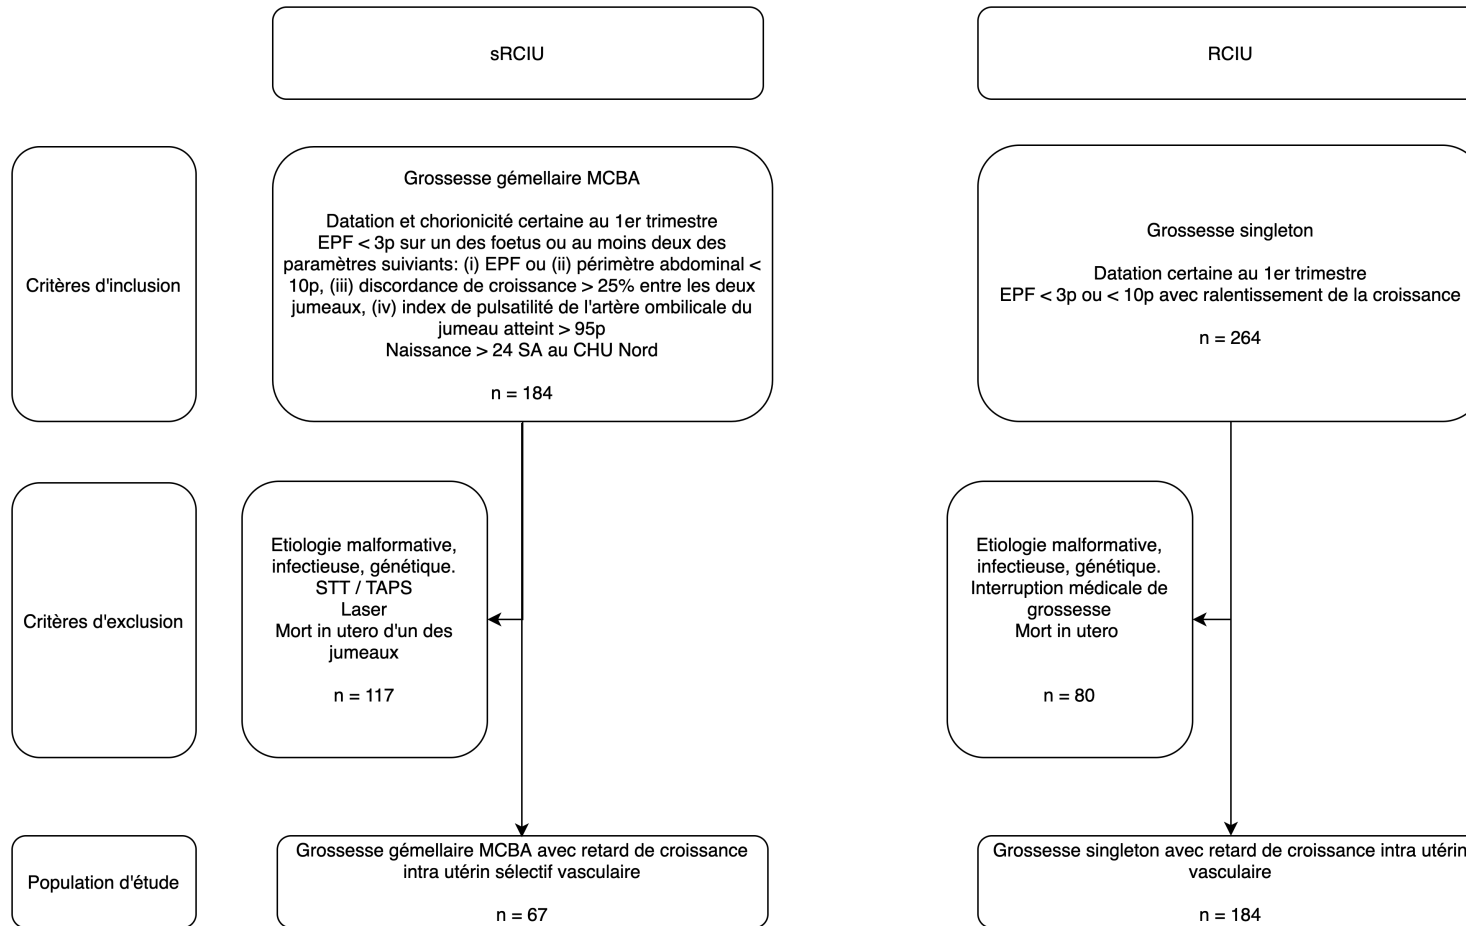 sRCIU
RCIU
Critères d'inclusion
Grossesse gémellaire MCBA
Datation et chorionicité certaine au 1er trimestre
EPF < 3p sur un des foetus ou au moins deux des
paramètres suiviants: (i) EPF ou (ii) périmètre abdominal <
10p, (iii) discordance de croissance > 25% entre les deux
jumeaux, (iv) index de pulsatilité de l'artère ombilicale du
jumeau atteint > 95p
Naissance > 24 SA au CHU Nord
n = 184
Grossesse singleton
Datation certaine au 1er trimestre
EPF < 3p ou < 10p avec ralentissement de la croissance
n = 264
Critères d'exclusion
Etiologie malformative,
infectieuse, génétique.
STT / TAPS
Laser
Mort in utero d'un des
jumeaux
n = 117
Etiologie malformative,
infectieuse, génétique.
Interruption médicale de
grossesse
Mort in utero
n = 80
Population d'étude
Grossesse gémellaire MCBA avec retard de croissance
intra utérin sélectif vasculaire
n = 67
Grossesse singleton avec retard de croissance intra utérin
vasculaire
n = 184